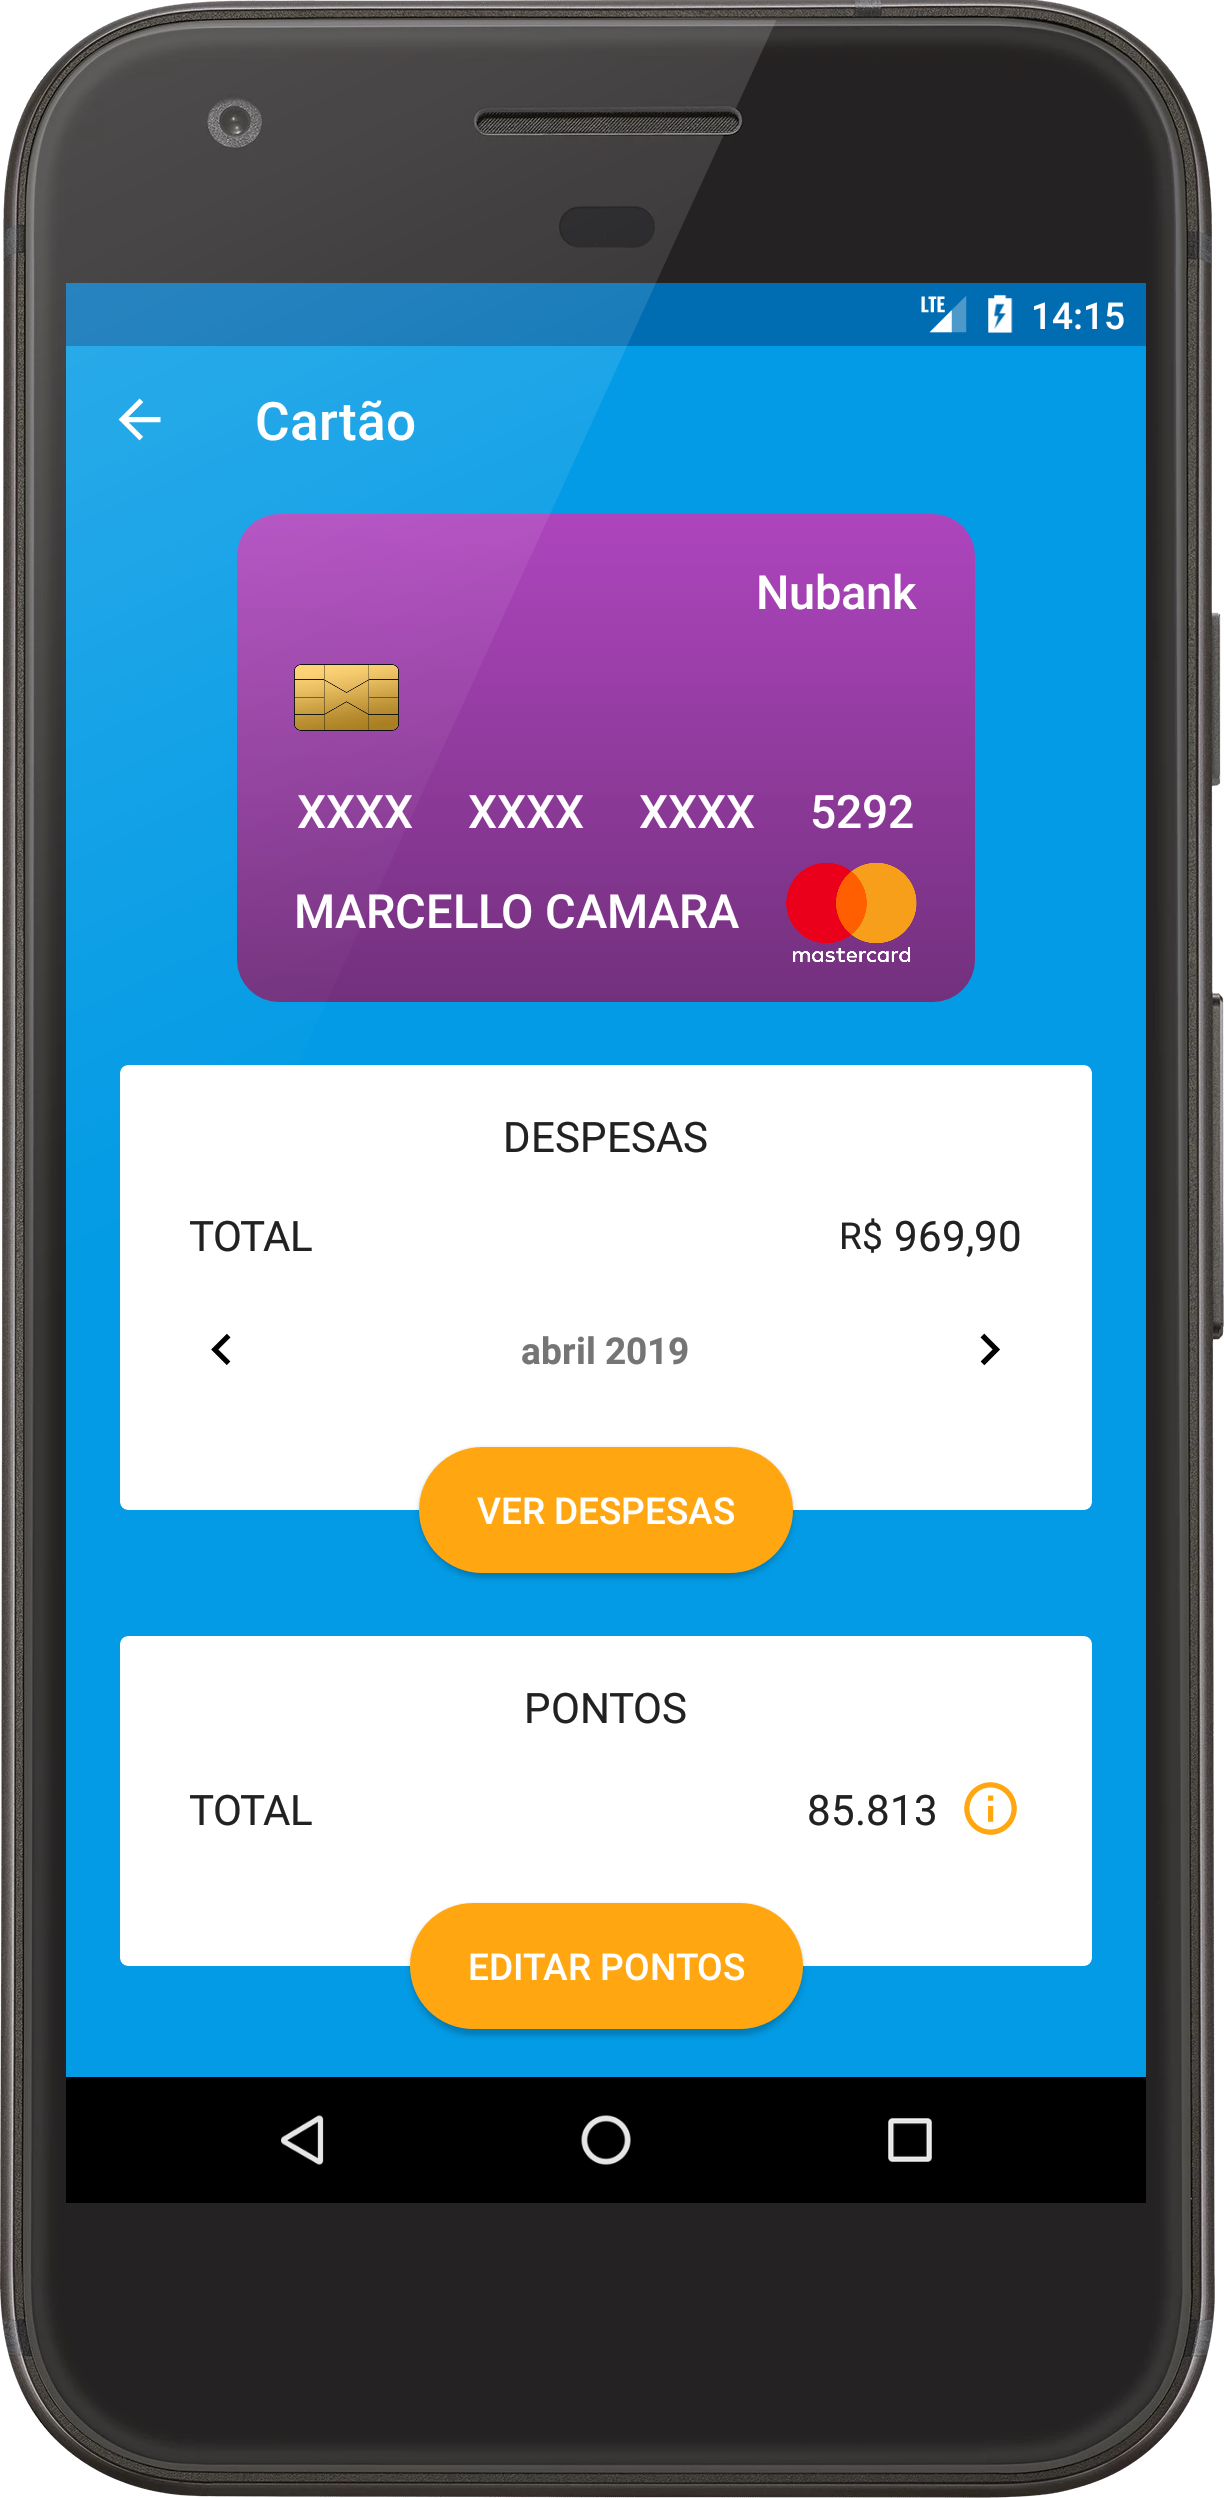 LTE 14:15
Cartão
Nubank
XXXX XXXX XXXX 5292
MARCELLO CAMARA
mastercard
DESPESAS
TOTAL R$ 969,90
abril 2019
VER DESPESAS
PONTOS
TOTAL 85.813
EDITAR PONTOS